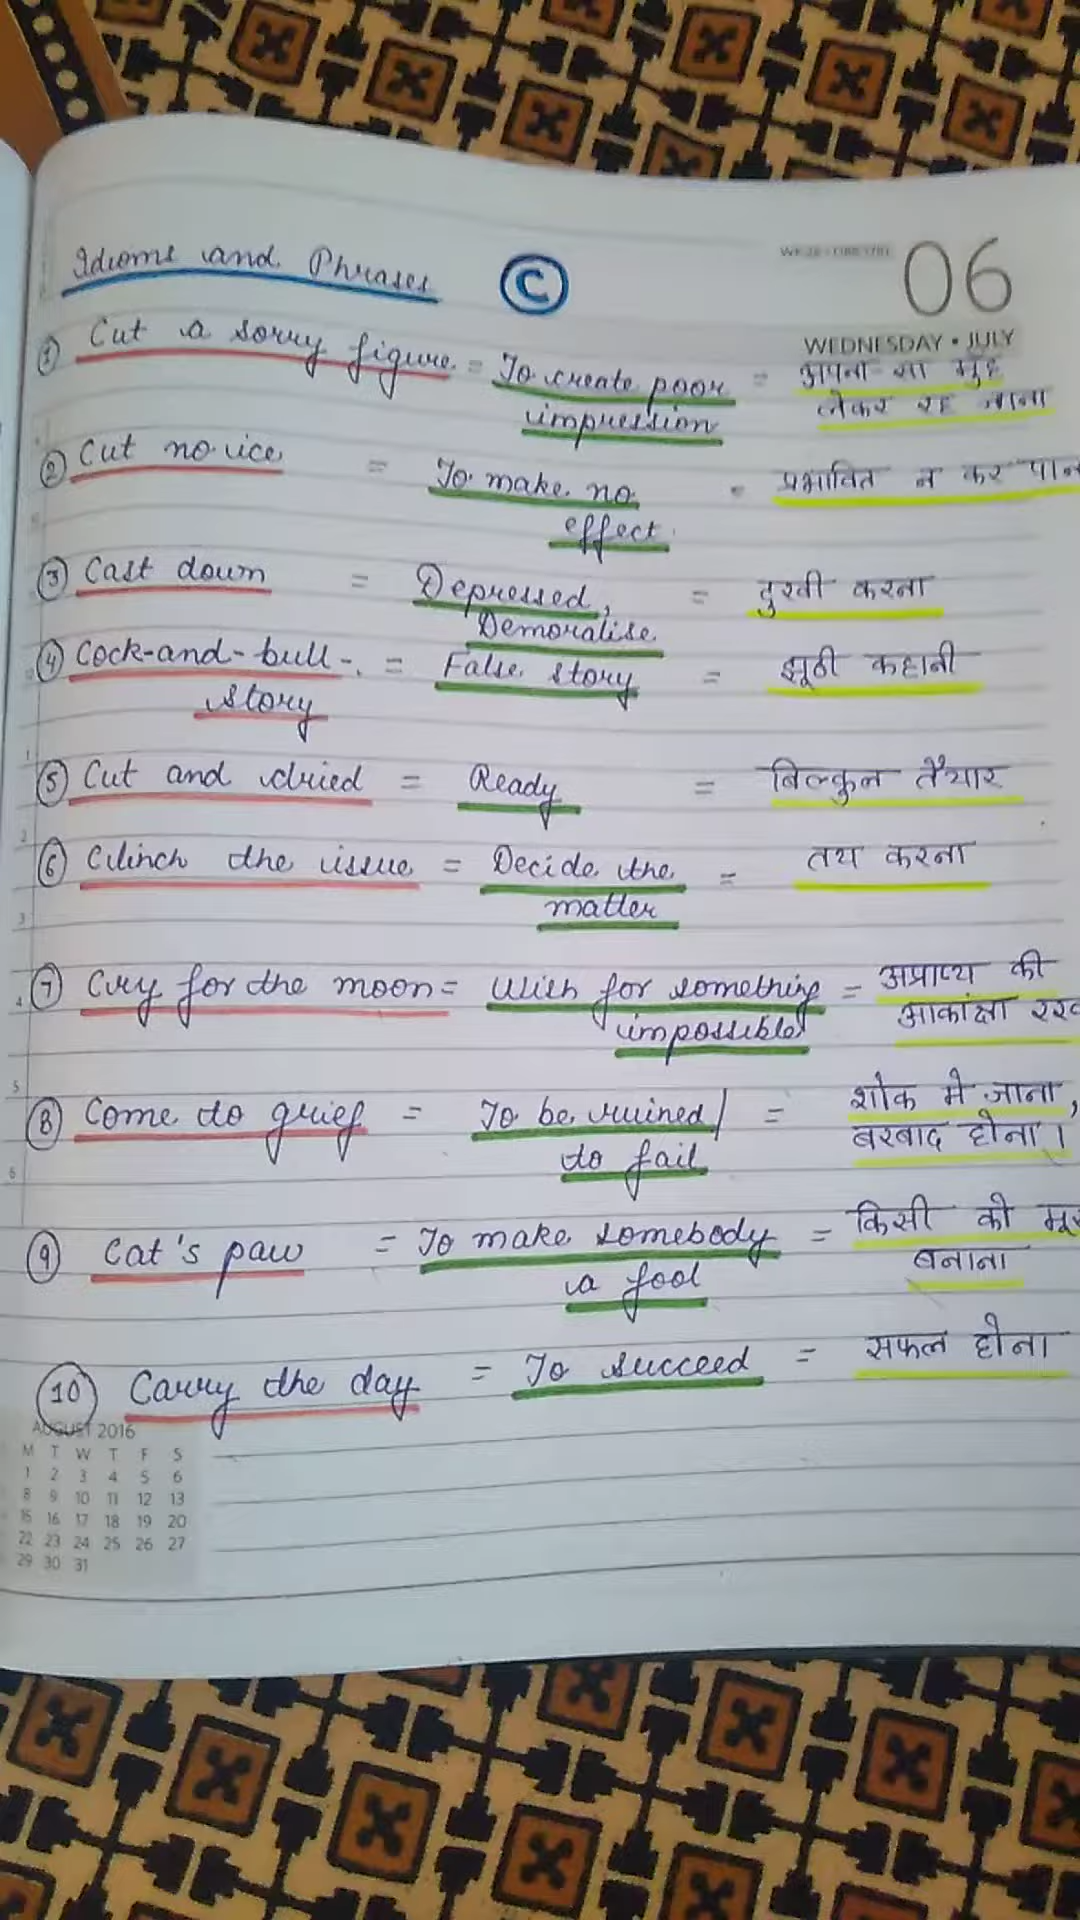 Idioms and Phrases C
06
WEDNESDAY • JULY
1 Cut a sorry figure = To create poor = अपना सा मुह
impression लेकर रह जाना
2 Cut no ice = To make no = प्रभावित न कर पान
effect.
3 Cast down = Depressed, = दुखी करना
Demoralise
4 Cock-and-bull- = False story = झूठी कहानी
story
5 Cut and dried = Ready = बिल्कुल तैयार
6 Clinch the issue = Decide the = तय करना
matter
7 Cry for the moon = Wish for something = अप्राप्य की
impossible आकांक्षा रख
8 Come to grief = To be ruined/ = शोक मे जाना,
to fail बरबाद होना।
9 Cat's paw = To make somebody = किसी को मूर
a fool बनाना
10 Carry the day = To succeed = सफल होना
AUGUST 2016
M T W T F S
1 2 3 4 5 6
8 9 10 11 12 13
15 16 17 18 19 20
22 23 24 25 26 27
29 30 31